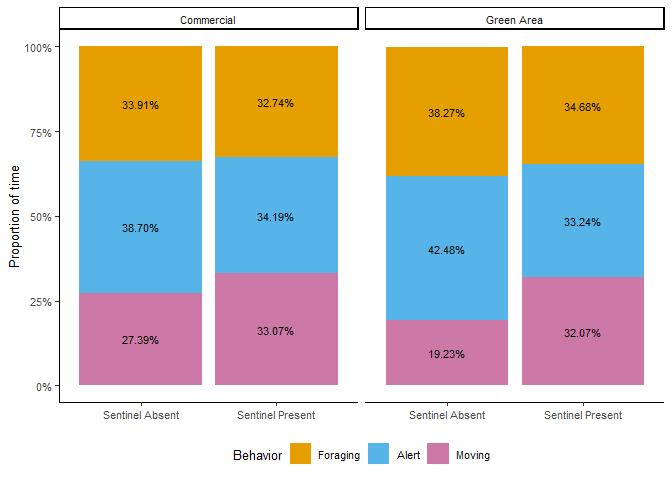 Commercial
Green Area
Proportion of time
100%
75%
50%
25%
0%
33.91%
32.74%
38.70%
34.19%
27.39%
33.07%
38.27%
34.68%
42.48%
33.24%
19.23%
32.07%
Sentinel Absent
Sentinel Present
Sentinel Absent
Sentinel Present
Behavior Foraging Alert Moving